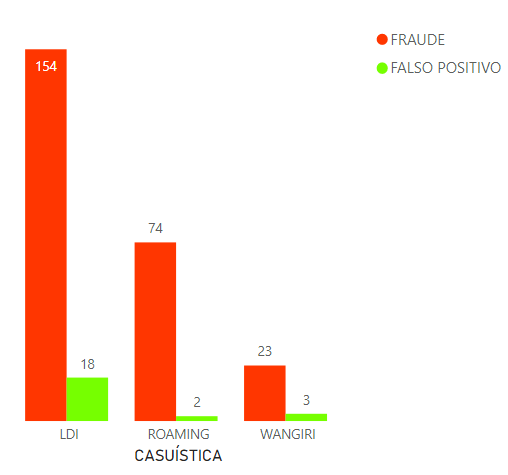 FRAUDE
FALSO POSITIVO
154
74
23
18
2
3
LDI ROAMING WANGIRI
CASUÍSTICA